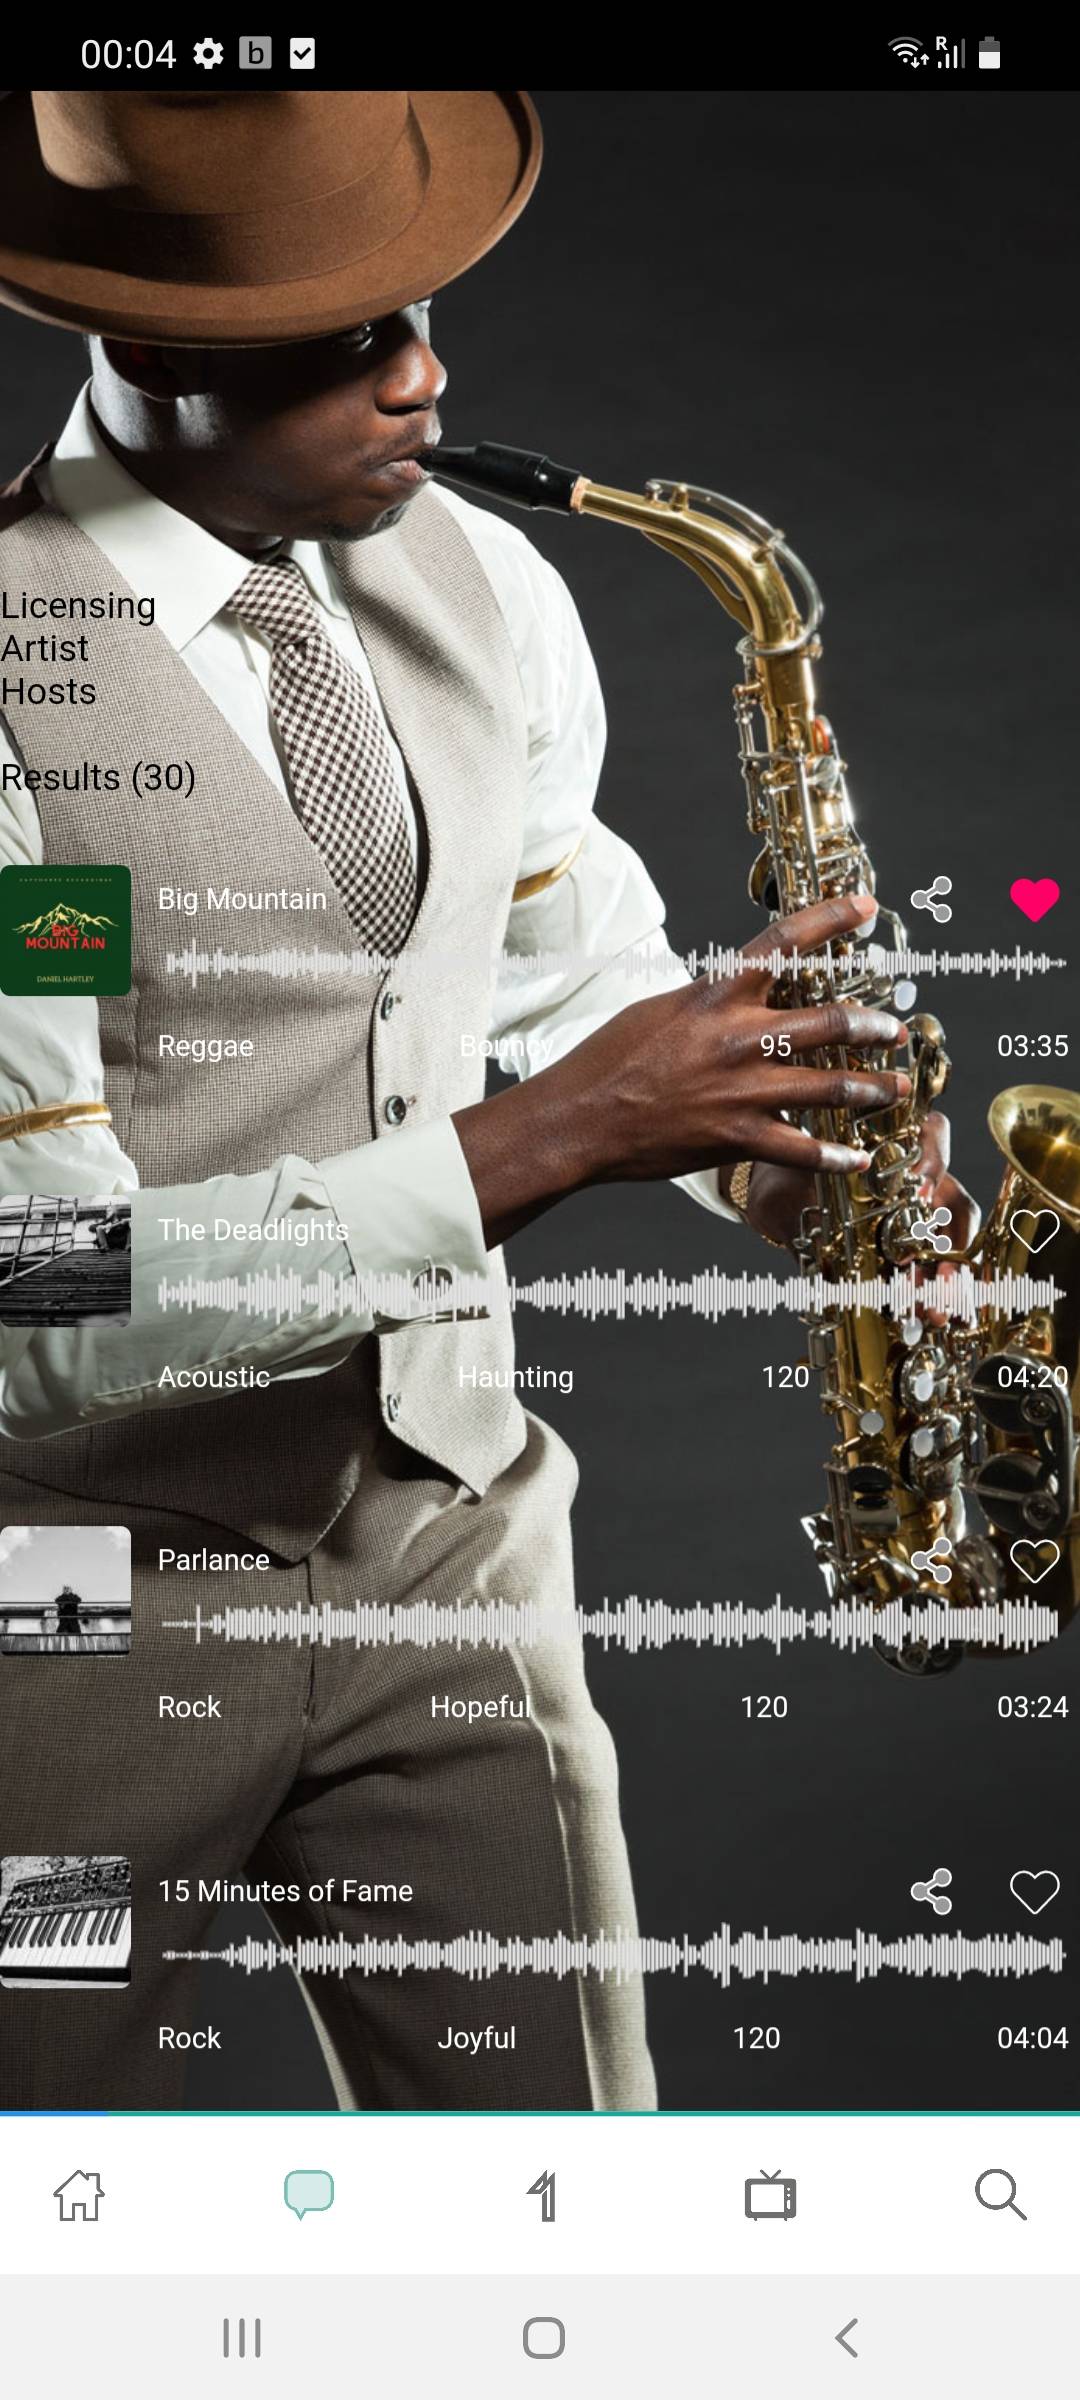 00:04
b
R
Licensing
Artist
Hosts
Results (30)
BIG
MOUNTAIN
DANIEL HARTLEY
Big Mountain
Reggae Bouncy 95 03:35
The Deadlights
Acoustic Haunting 120 04:20
Parlance
Rock Hopeful 120 03:24
15 Minutes of Fame
Rock Joyful 120 04:04
1